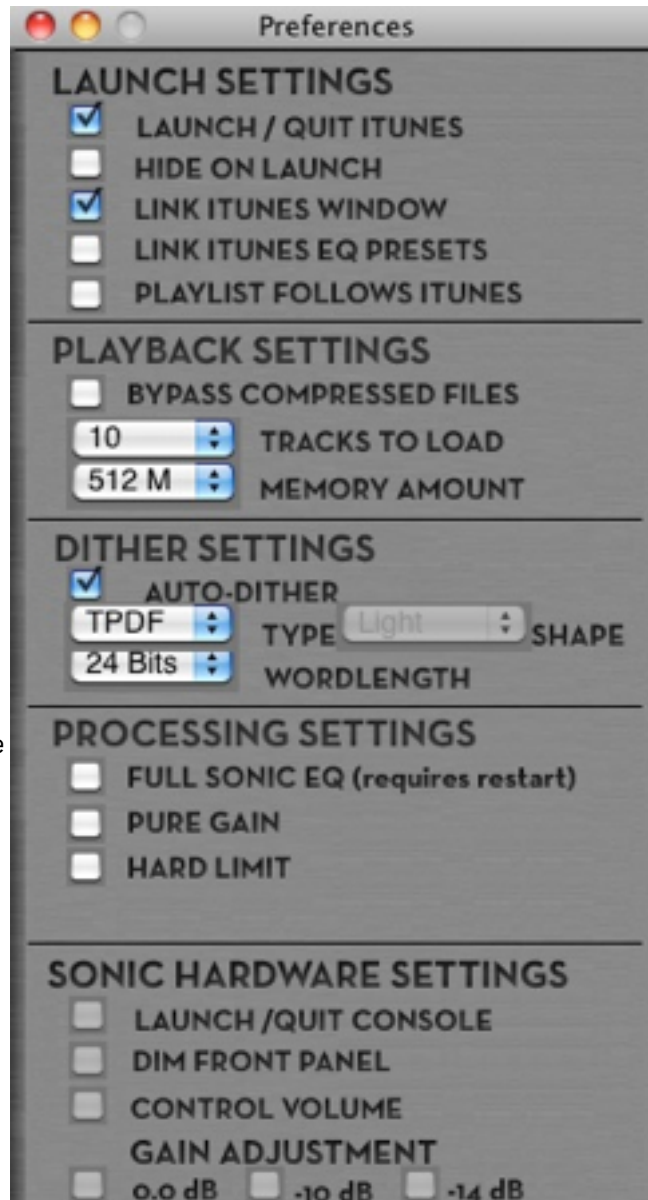 Preferences
LAUNCH SETTINGS
LAUNCH / QUIT ITUNES
HIDE ON LAUNCH
LINK ITUNES WINDOW
LINK ITUNES EQ PRESETS
PLAYLIST FOLLOWS ITUNES
PLAYBACK SETTINGS
BYPASS COMPRESSED FILES
10 TRACKS TO LOAD
512 M MEMORY AMOUNT
DITHER SETTINGS
AUTO-DITHER
TPDF TYPE Light SHAPE
24 Bits WORDLENGTH
e
PROCESSING SETTINGS
FULL SONIC EQ (requires restart)
PURE GAIN
HARD LIMIT
SONIC HARDWARE SETTINGS
LAUNCH /QUIT CONSOLE
DIM FRONT PANEL
CONTROL VOLUME
GAIN ADJUSTMENT
0.0 dB -10 dB -14 dB